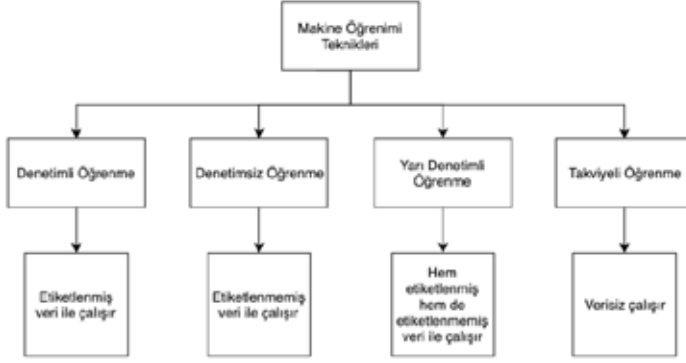 Makine Öğrenimi
Teknikleri
Denetimli Öğrenme
Denetimsiz Öğrenme
Yarı Denetimli
Öğrenme
Takviyeli Öğrenme
Etiketlenmiş
veri ile çalışır
Etiketlenmemiş
veri ile çalışır
Hem
etiketlenmiş
hem de
etiketlenmemiş
veri ile çalışır
Verisiz çalışır